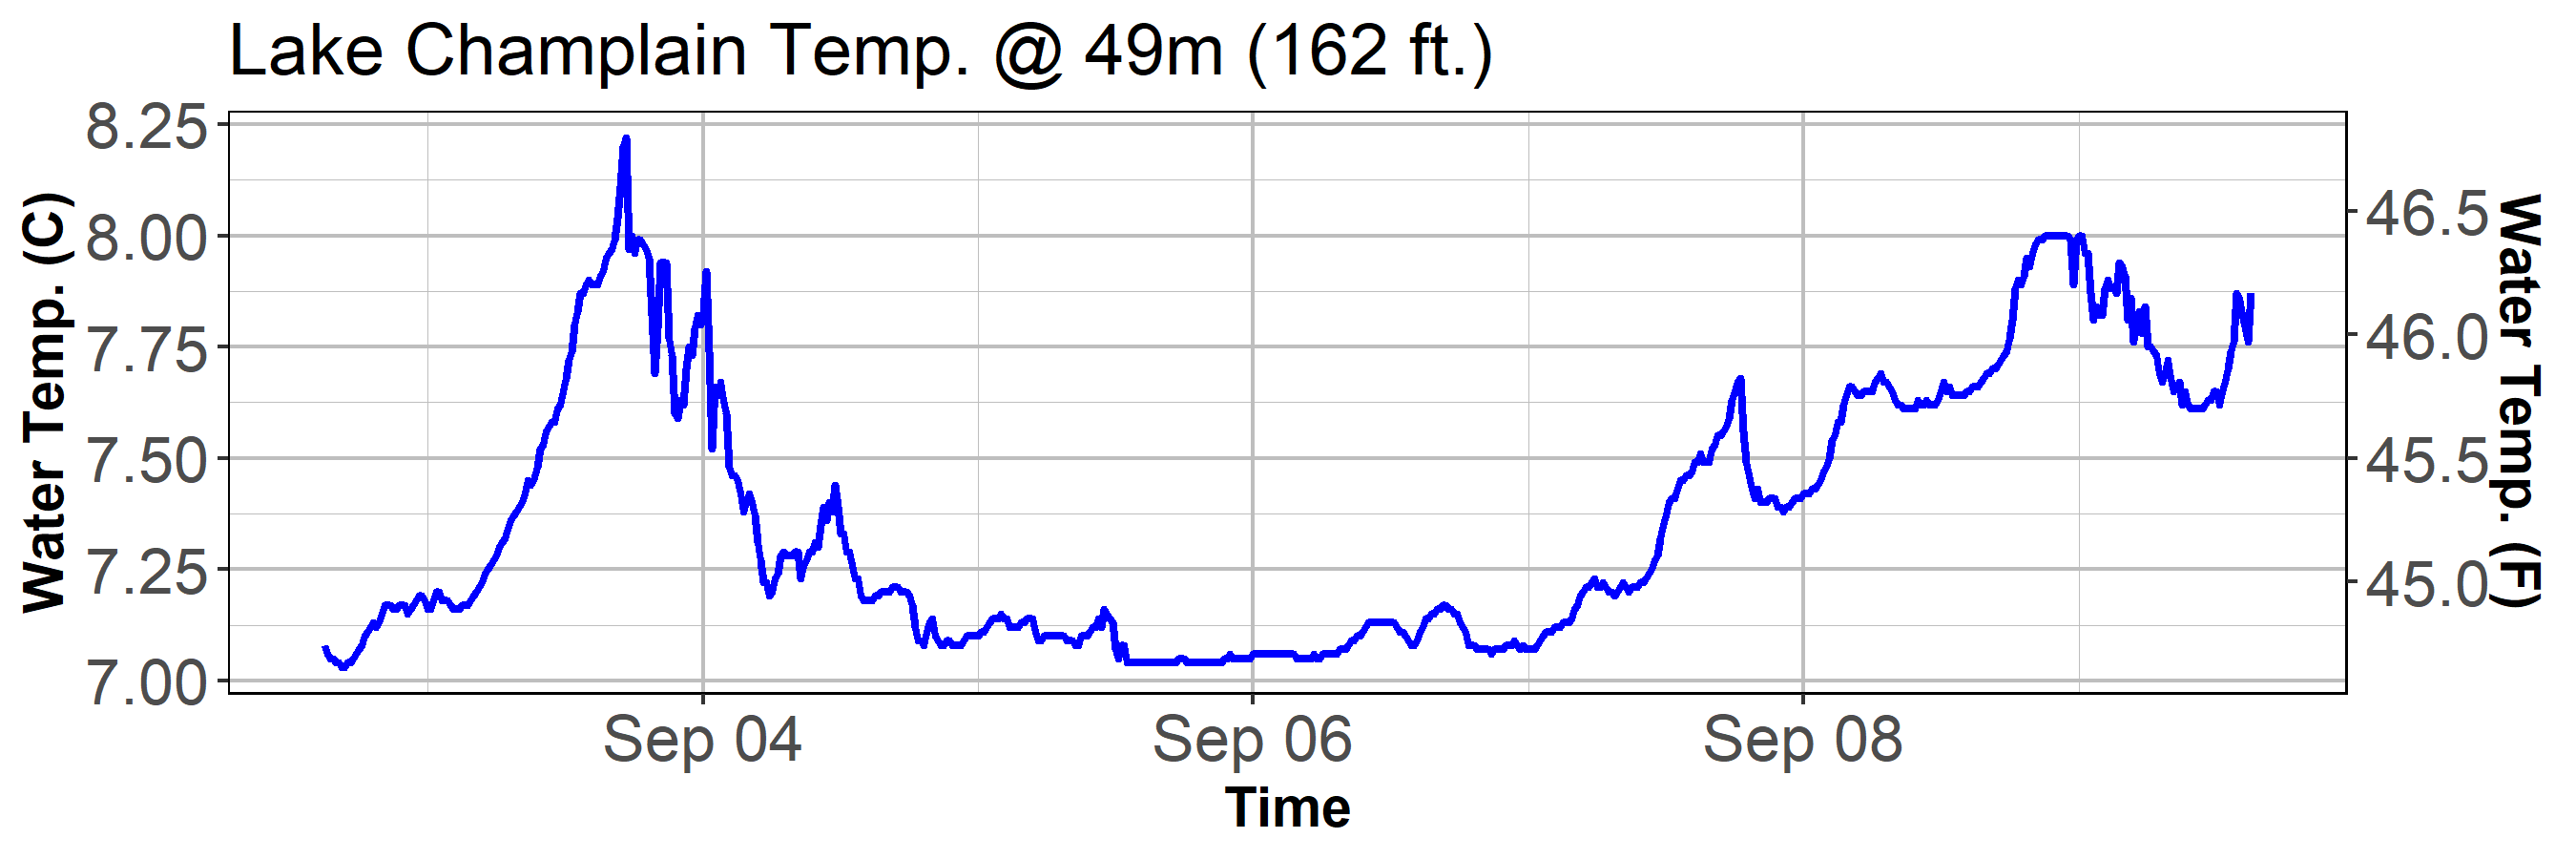 Lake Champlain Temp. @ 49m (162 ft.)
Water Temp. (C)
8.25
8.00
7.75
7.50
7.25
7.00
46.5
46.0
45.5
45.0
Water Temp. (F)
Sep 04
Sep 06
Sep 08
Time